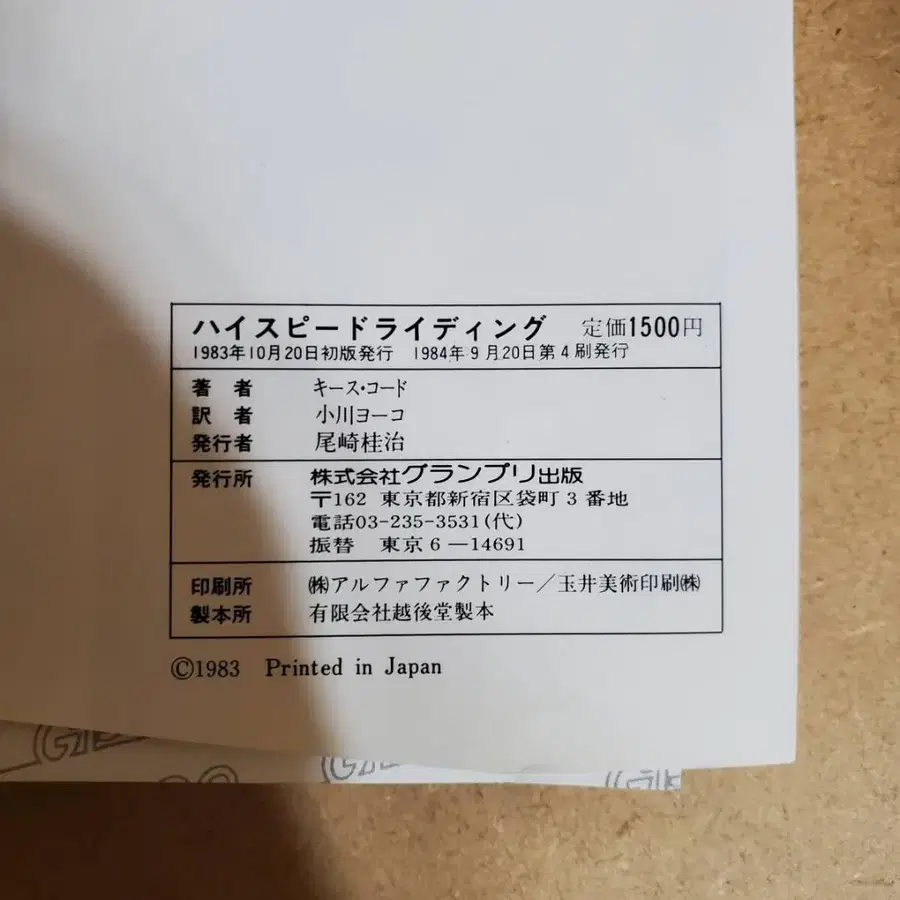 ハイスピードライディング 定価1500円
1983年10月20日初版発行 1984年9月20日第4刷発行
著者 キース・コード
訳者 小川ヨーコ
発行者 尾崎桂治
発行所 株式会社グランプリ出版
〒162 東京都新宿区袋町3番地
電話03-235-3531(代)
振替 東京6-14691
印刷所 ㈱アルファファクトリー/玉井美術印刷㈱
製本所 有限会社越後堂製本
©1983 Printed in Japan